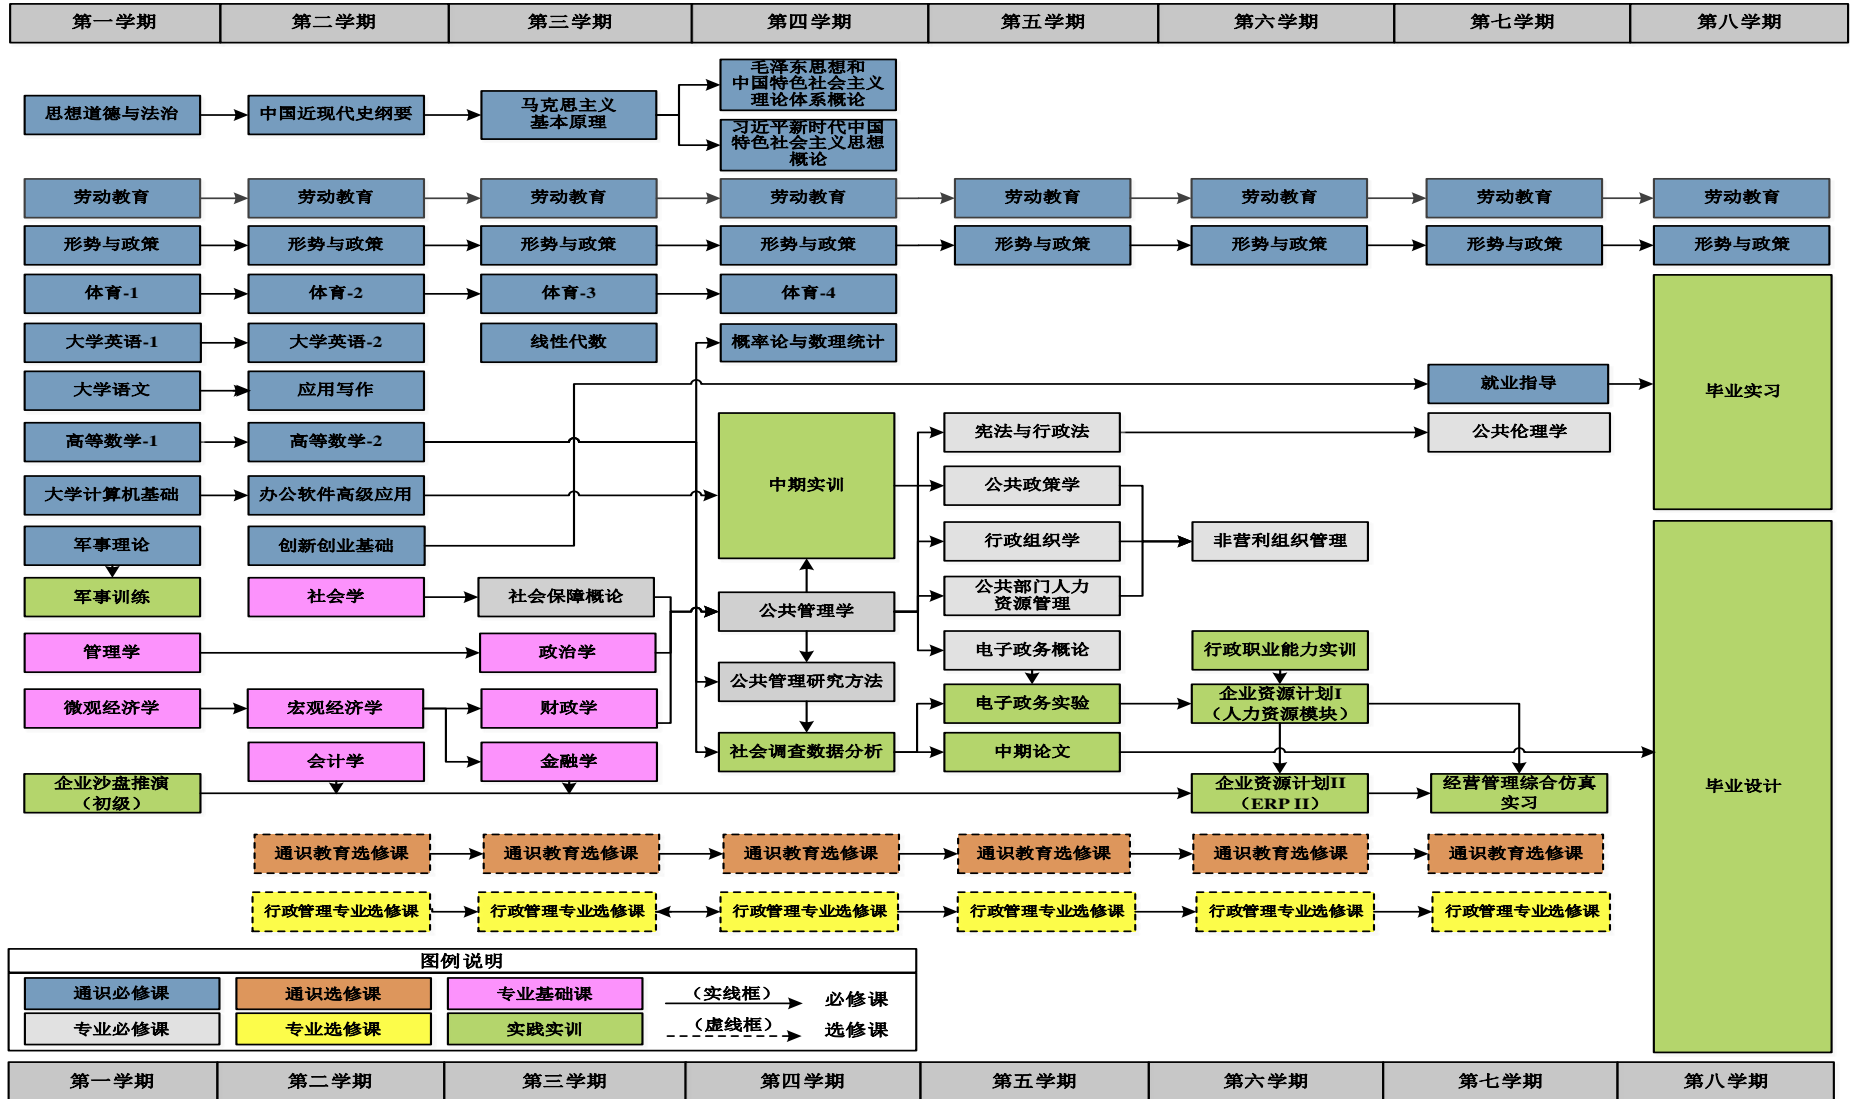 第一学期
第二学期
第三学期
第四学期
第五学期
第六学期
第七学期
第八学期
思想道德与法治
中国近现代史纲要
马克思主义
基本原理
毛泽东思想和
中国特色社会主义
理论体系概论
习近平新时代中国
特色社会主义思想
概论
劳动教育
劳动教育
劳动教育
劳动教育
劳动教育
劳动教育
劳动教育
劳动教育
形势与政策
形势与政策
形势与政策
形势与政策
形势与政策
形势与政策
形势与政策
形势与政策
体育-1
体育-2
体育-3
体育-4
大学英语-1
大学英语-2
线性代数
概率论与数理统计
大学语文
应用写作
就业指导
毕业实习
高等数学-1
高等数学-2
中期实训
宪法与行政法
公共伦理学
大学计算机基础
办公软件高级应用
公共政策学
军事理论
创新创业基础
行政组织学
非营利组织管理
军事训练
社会学
社会保障概论
公共管理学
公共部门人力
资源管理
管理学
政治学
公共管理研究方法
电子政务概论
行政职业能力实训
微观经济学
宏观经济学
财政学
电子政务实验
企业资源计划I
（人力资源模块）
会计学
金融学
社会调查数据分析
中期论文
企业沙盘推演
（初级）
企业资源计划II
（ERP II）
经营管理综合仿真
实习
毕业设计
通识教育选修课
通识教育选修课
通识教育选修课
通识教育选修课
通识教育选修课
通识教育选修课
行政管理专业选修课
行政管理专业选修课
行政管理专业选修课
行政管理专业选修课
行政管理专业选修课
行政管理专业选修课
图例说明
通识必修课
通识选修课
专业基础课
（实线框）
必修课
专业必修课
专业选修课
实践实训
（虚线框）
选修课
第一学期
第二学期
第三学期
第四学期
第五学期
第六学期
第七学期
第八学期